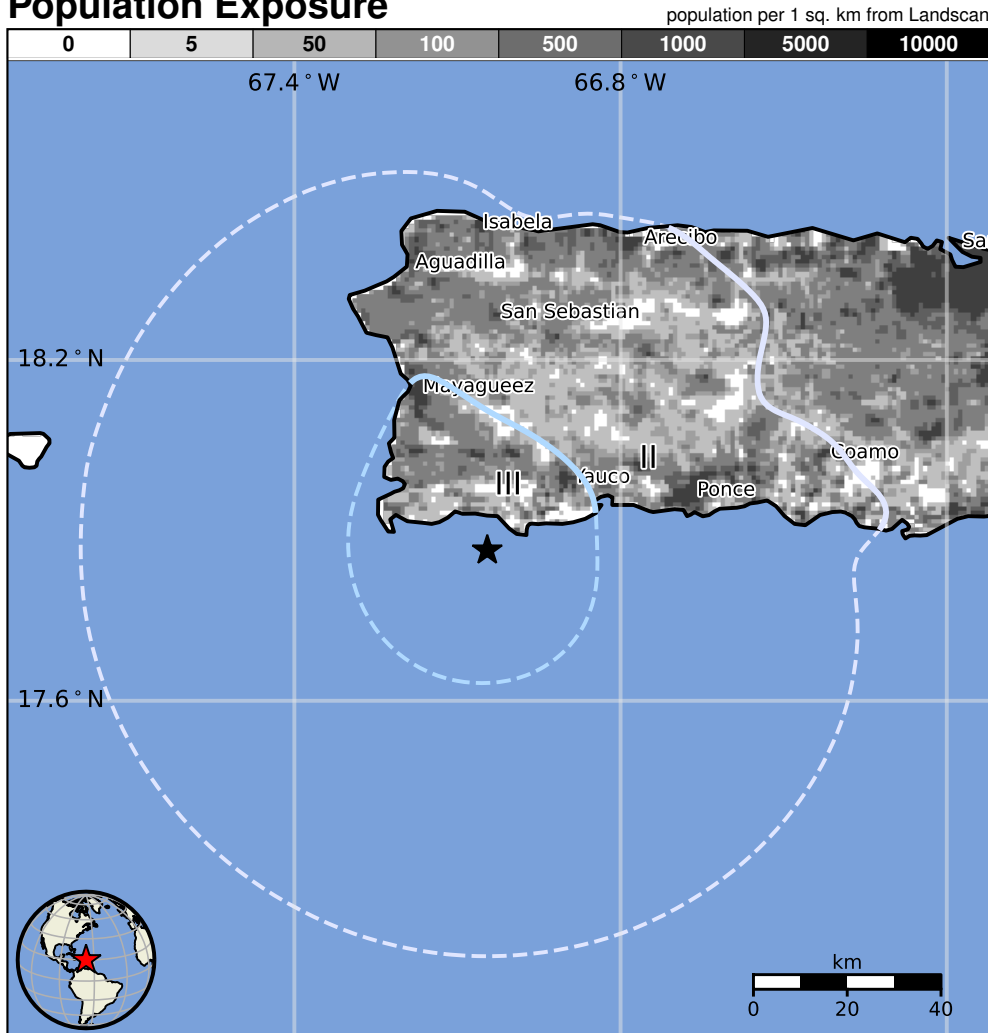 Population Exposure
population per 1 sq. km from Landscan
0 5 50 100 500 1000 5000 10000
67.4°W 66.8°W
Isabela
Arecibo
Sa
Aguadilla
San Sebastian
18.2°N
Mayagueez
Coamo
II
Yauco
III
Ponce
17.6°N
km
0 20 40